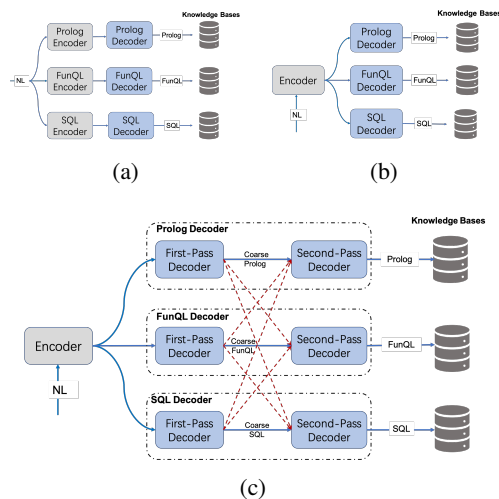 Knowledge Bases
Prolog
Encoder
Prolog
Decoder
Prolog
NL
FunQL
Encoder
FunQL
Decoder
FunQL
SQL
Encoder
SQL
Decoder
SQL
(a)
Knowledge Bases
Prolog
Decoder
Prolog
Encoder
FunQL
Decoder
FunQL
NL
SQL
Decoder
SQL
(b)
Knowledge Bases
Prolog Decoder
First-Pass
Decoder
Coarse
Prolog
Second-Pass
Decoder
Prolog
FunQL Decoder
Encoder
First-Pass
Decoder
Coarse
FunQL
Second-Pass
Decoder
FunQL
NL
SQL Decoder
First-Pass
Decoder
Coarse
SQL
Second-Pass
Decoder
SQL
(c)